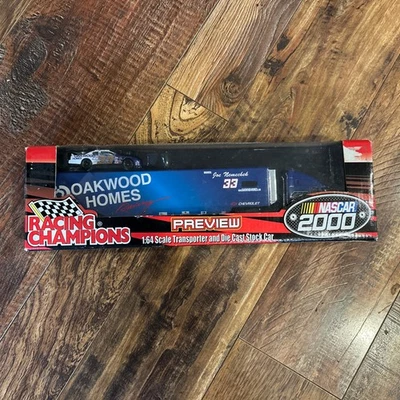 OAKWOOD
HOMES
Racing
Joe Nemechek
33
CHEVROLET
RACING
CHAMPIONS
PREVIEW
1:64 Scale Transporter and Die Cast Stock Car
NASCAR
2000